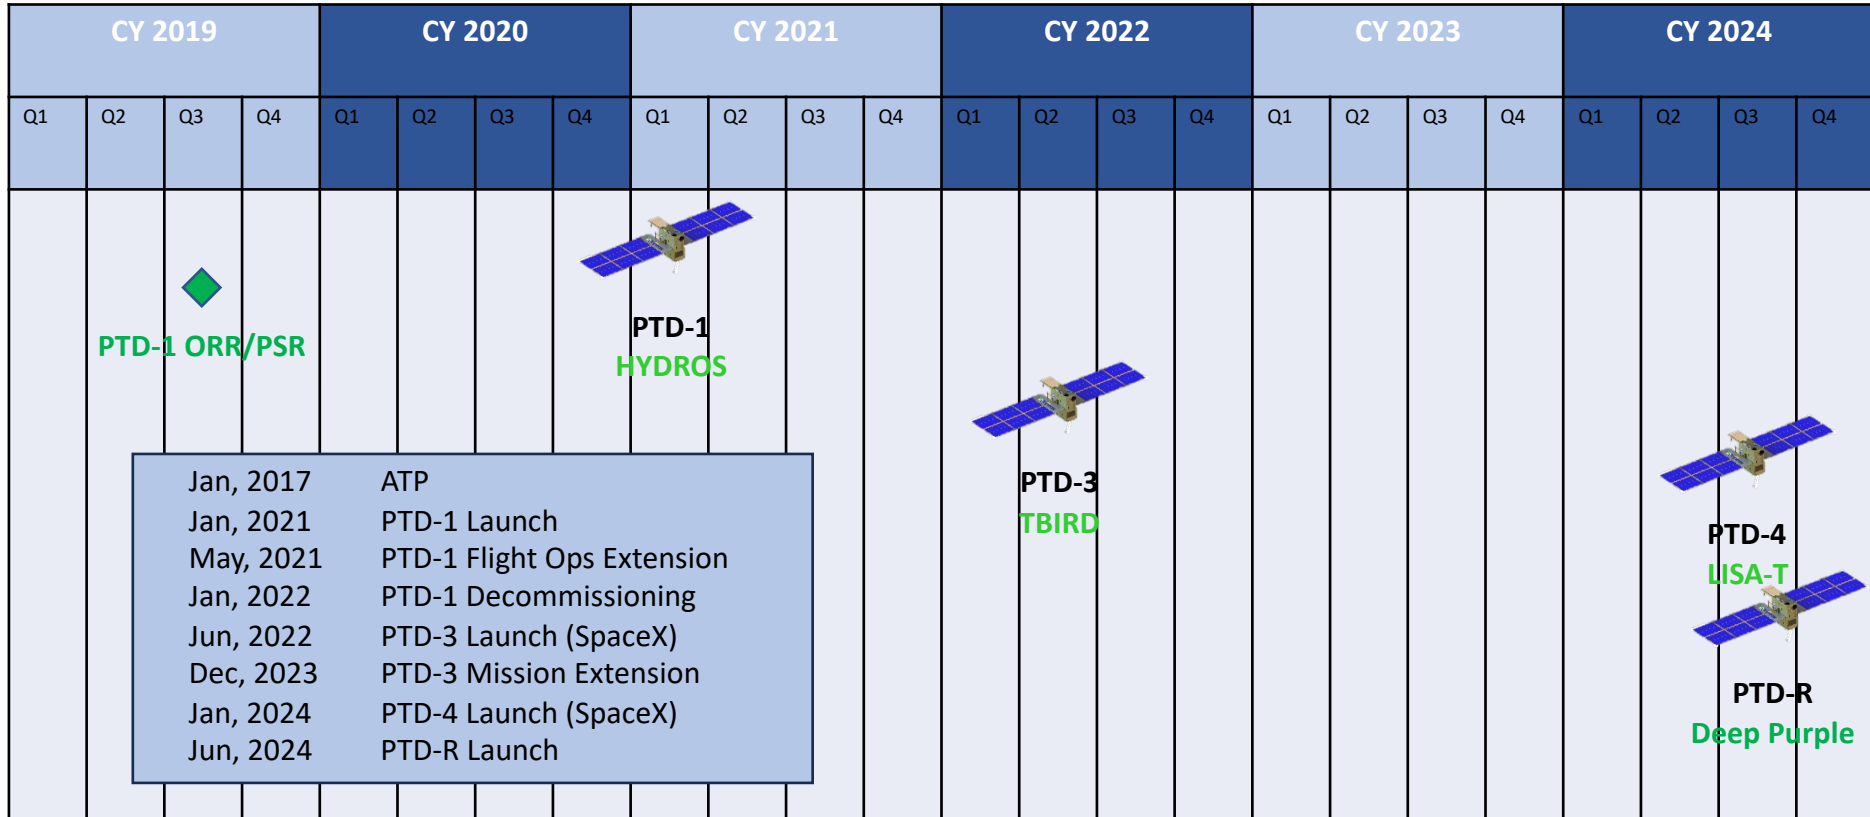 CY 2019 CY 2020 CY 2021 CY 2022 CY 2023 CY 2024
Q1 Q2 Q3 Q4 Q1 Q2 Q3 Q4 Q1 Q2 Q3 Q4 Q1 Q2 Q3 Q4 Q1 Q2 Q3 Q4 Q1 Q2 Q3 Q4
PTD-1 ORR/PSR
PTD-1
HYDROS
PTD-3
TBIRD
PTD-4
LISA-T
PTD-R
Deep Purple
Jan, 2017 ATP
Jan, 2021 PTD-1 Launch
May, 2021 PTD-1 Flight Ops Extension
Jan, 2022 PTD-1 Decommissioning
Jun, 2022 PTD-3 Launch (SpaceX)
Dec, 2023 PTD-3 Mission Extension
Jan, 2024 PTD-4 Launch (SpaceX)
Jun, 2024 PTD-R Launch